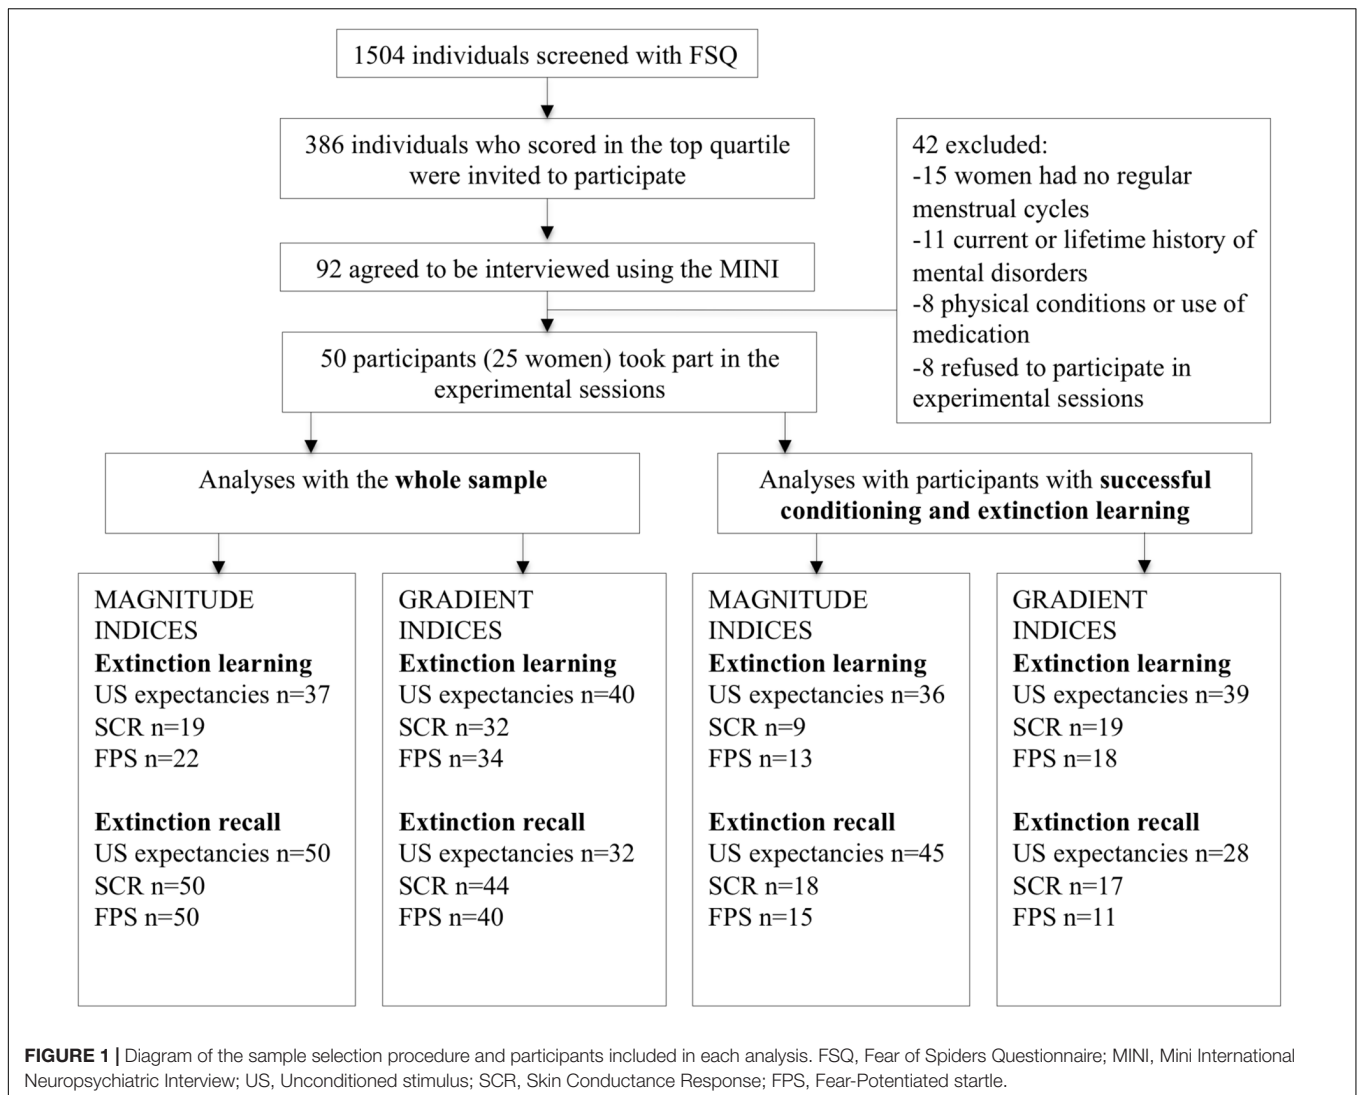 1504 individuals screened with FSQ
386 individuals who scored in the top quartile
were invited to participate
92 agreed to be interviewed using the MINI
42 excluded:
-15 women had no regular
menstrual cycles
-11 current or lifetime history of
mental disorders
-8 physical conditions or use of
medication
-8 refused to participate in
experimental sessions
50 participants (25 women) took part in the
experimental sessions
Analyses with the whole sample
Analyses with participants with successful
conditioning and extinction learning
MAGNITUDE
INDICES
Extinction learning
US expectancies n=37
SCR n=19
FPS n=22
Extinction recall
US expectancies n=50
SCR n=50
FPS n=50
GRADIENT
INDICES
Extinction learning
US expectancies n=40
SCR n=32
FPS n=34
Extinction recall
US expectancies n=32
SCR n=44
FPS n=40
MAGNITUDE
INDICES
Extinction learning
US expectancies n=36
SCR n=9
FPS n=13
Extinction recall
US expectancies n=45
SCR n=18
FPS n=15
GRADIENT
INDICES
Extinction learning
US expectancies n=39
SCR n=19
FPS n=18
Extinction recall
US expectancies n=28
SCR n=17
FPS n=11
FIGURE 1 | Diagram of the sample selection procedure and participants included in each analysis. FSQ, Fear of Spiders Questionnaire; MINI, Mini International
Neuropsychiatric Interview; US, Unconditioned stimulus; SCR, Skin Conductance Response; FPS, Fear-Potentiated startle.